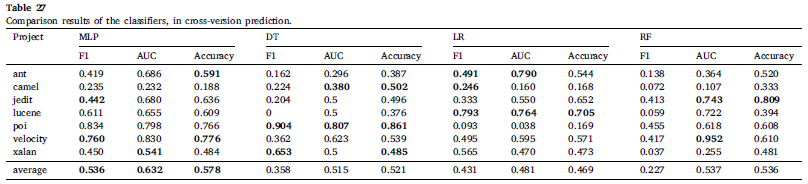 Table 27
Comparison results of the classifiers, in cross-version prediction.
Project MLP DT LR RF
F1 AUC Accuracy F1 AUC Accuracy F1 AUC Accuracy F1 AUC Accuracy
ant 0.419 0.686 0.591 0.162 0.296 0.387 0.491 0.790 0.544 0.138 0.364 0.520
camel 0.235 0.232 0.188 0.224 0.380 0.502 0.246 0.160 0.168 0.072 0.107 0.333
jedit 0.442 0.680 0.636 0.204 0.5 0.496 0.333 0.550 0.652 0.413 0.743 0.809
lucene 0.611 0.655 0.609 0 0.5 0.376 0.793 0.764 0.705 0.059 0.722 0.394
poi 0.834 0.798 0.766 0.904 0.807 0.861 0.093 0.038 0.169 0.455 0.618 0.608
velocity 0.760 0.830 0.776 0.362 0.623 0.539 0.495 0.595 0.571 0.417 0.952 0.610
xalan 0.450 0.541 0.484 0.653 0.5 0.485 0.565 0.470 0.473 0.037 0.255 0.481
average 0.536 0.632 0.578 0.358 0.515 0.521 0.431 0.481 0.469 0.227 0.537 0.536